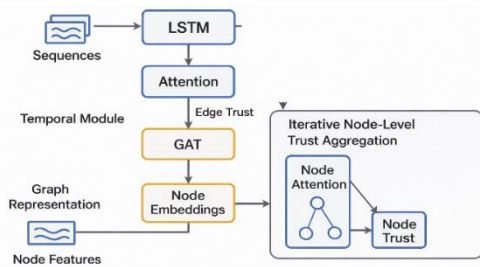 LSTM
Sequences
Attention
Edge Trust
Temporal Module
GAT
Graph
Representation
Node
Embeddings
Node Features
Iterative Node-Level
Trust Aggregation
Node
Attention
Node
Trust